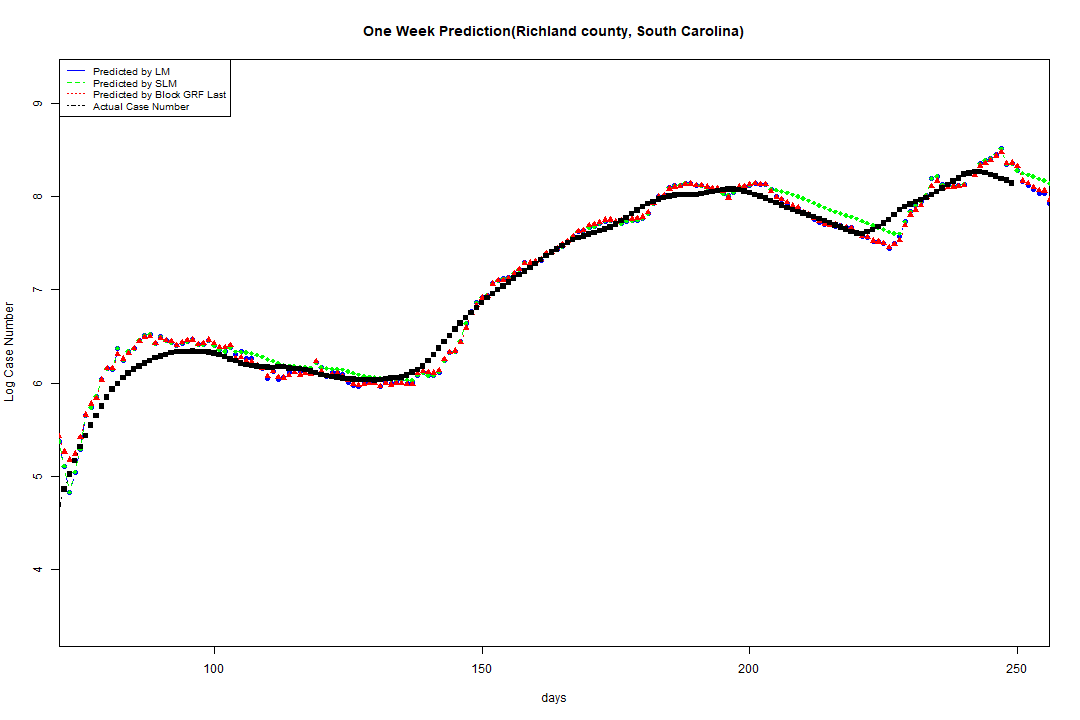 One Week Prediction(Richland county, South Carolina)
Predicted by LM
Predicted by SLM
Predicted by Block GRF Last
Actual Case Number
9
8
7
6
5
4
Log Case Number
100
150
200
250
days